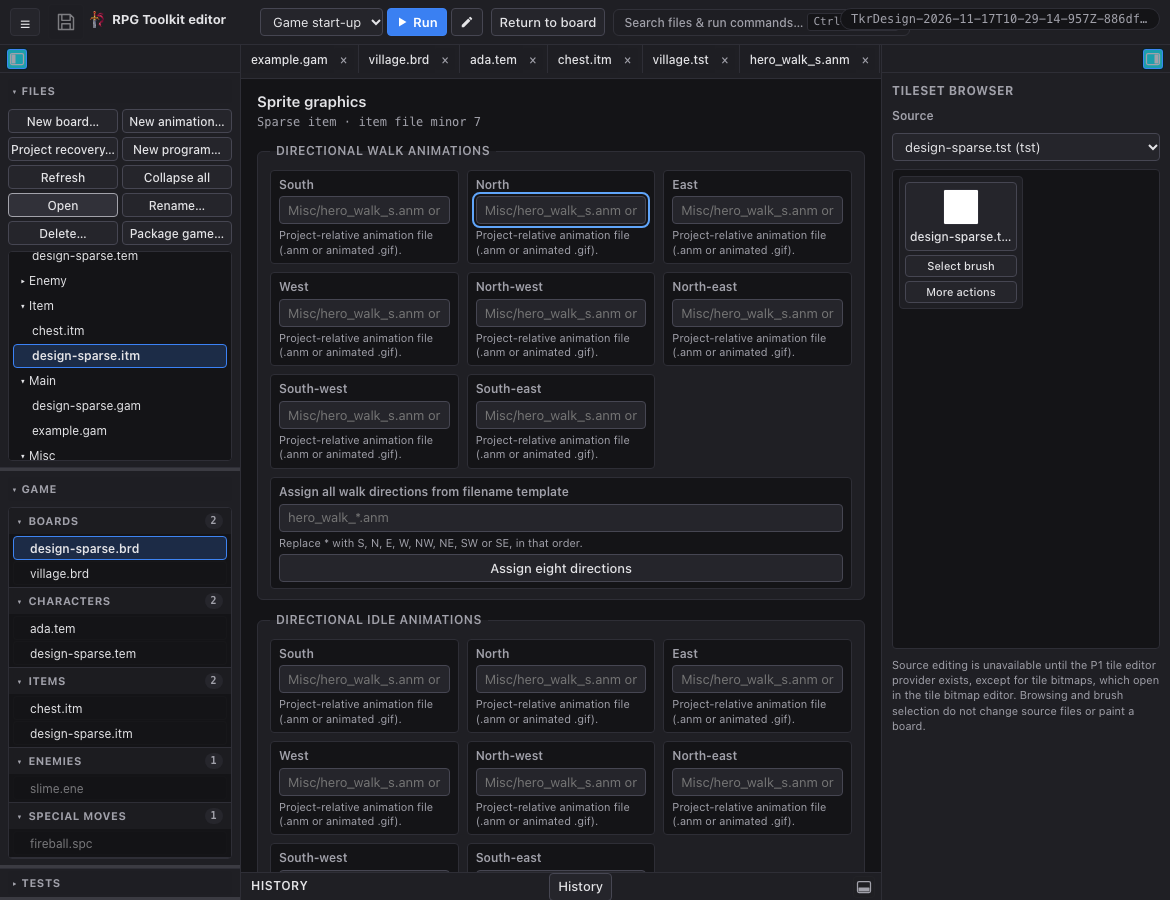 RPG Toolkit editor
Game start-up
Run
Return to board
Search files & run commands...
Ctrl
TkrDesign-2026-11-17T10-29-14-957Z-886df…
example.gam ×
village.brd ×
ada.tem ×
chest.itm ×
village.tst ×
hero_walk_s.anm ×
FILES
New board...
New animation...
Project recovery...
New program...
Refresh
Collapse all
Open
Rename...
Delete...
Package game...
design-sparse.tem
Enemy
Item
chest.itm
design-sparse.itm
Main
design-sparse.gam
example.gam
Misc
GAME
BOARDS 2
design-sparse.brd
village.brd
CHARACTERS 2
ada.tem
design-sparse.tem
ITEMS 2
chest.itm
design-sparse.itm
ENEMIES 1
slime.ene
SPECIAL MOVES 1
fireball.spc
TESTS
Sprite graphics
Sparse item · item file minor 7
DIRECTIONAL WALK ANIMATIONS
South
Misc/hero_walk_s.anm or
Project-relative animation file
(.anm or animated .gif).
North
Misc/hero_walk_s.anm or
Project-relative animation file
(.anm or animated .gif).
East
Misc/hero_walk_s.anm or
Project-relative animation file
(.anm or animated .gif).
West
Misc/hero_walk_s.anm or
Project-relative animation file
(.anm or animated .gif).
North-west
Misc/hero_walk_s.anm or
Project-relative animation file
(.anm or animated .gif).
North-east
Misc/hero_walk_s.anm or
Project-relative animation file
(.anm or animated .gif).
South-west
Misc/hero_walk_s.anm or
Project-relative animation file
(.anm or animated .gif).
South-east
Misc/hero_walk_s.anm or
Project-relative animation file
(.anm or animated .gif).
Assign all walk directions from filename template
hero_walk_*.anm
Replace * with S, N, E, W, NW, NE, SW or SE, in that order.
Assign eight directions
DIRECTIONAL IDLE ANIMATIONS
South
Misc/hero_walk_s.anm or
Project-relative animation file
(.anm or animated .gif).
North
Misc/hero_walk_s.anm or
Project-relative animation file
(.anm or animated .gif).
East
Misc/hero_walk_s.anm or
Project-relative animation file
(.anm or animated .gif).
West
Misc/hero_walk_s.anm or
Project-relative animation file
(.anm or animated .gif).
North-west
Misc/hero_walk_s.anm or
Project-relative animation file
(.anm or animated .gif).
North-east
Misc/hero_walk_s.anm or
Project-relative animation file
(.anm or animated .gif).
South-west
South-east
HISTORY
History
TILESET BROWSER
Source
design-sparse.tst (tst)
design-sparse.t...
Select brush
More actions
Source editing is unavailable until the P1 tile editor
provider exists, except for tile bitmaps, which open
in the tile bitmap editor. Browsing and brush
selection do not change source files or paint a
board.